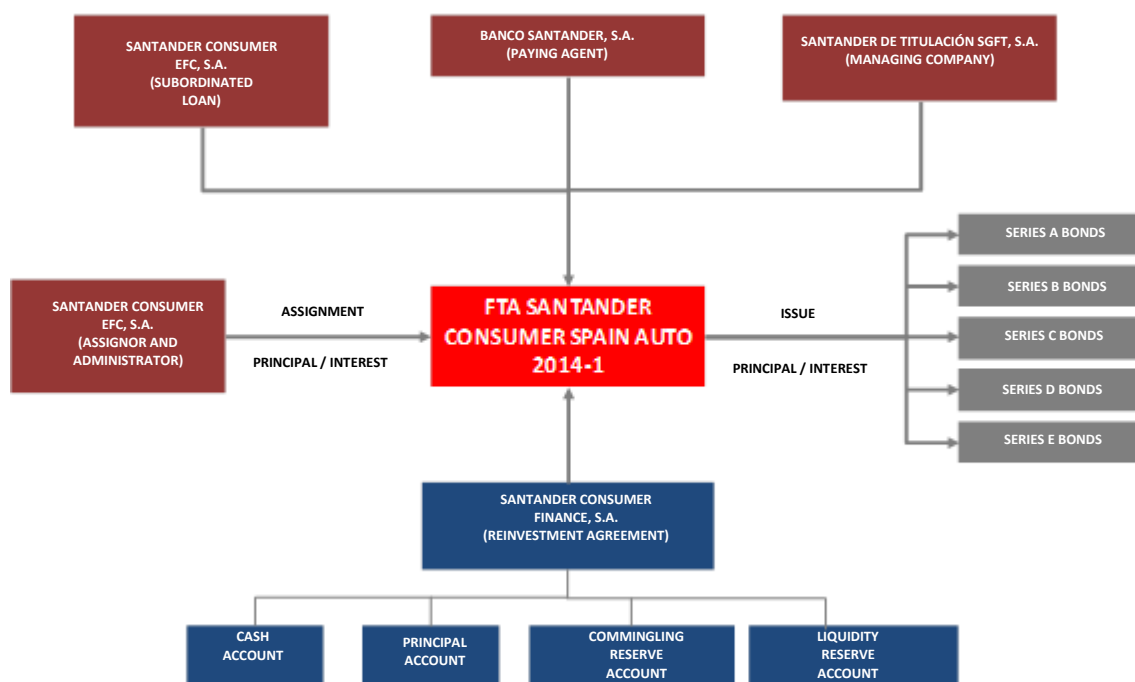 SANTANDER CONSUMER
EFC, S.A.
(SUBORDINATED
LOAN)
BANCO SANTANDER, S.A.
(PAYING AGENT)
SANTANDER DE TITULACIÓN SGFT, S.A.
(MANAGING COMPANY)
SANTANDER CONSUMER
EFC, S.A.
(ASSIGNOR AND
ADMINISTRATOR)
ASSIGNMENT
PRINCIPAL / INTEREST
FTA SANTANDER
CONSUMER SPAIN AUTO
2014-1
ISSUE
PRINCIPAL / INTEREST
SERIES A BONDS
SERIES B BONDS
SERIES C BONDS
SERIES D BONDS
SERIES E BONDS
SANTANDER CONSUMER
FINANCE, S.A.
(REINVESTMENT AGREEMENT)
CASH
ACCOUNT
PRINCIPAL
ACCOUNT
COMMINGLING
RESERVE
ACCOUNT
LIQUIDITY
RESERVE
ACCOUNT